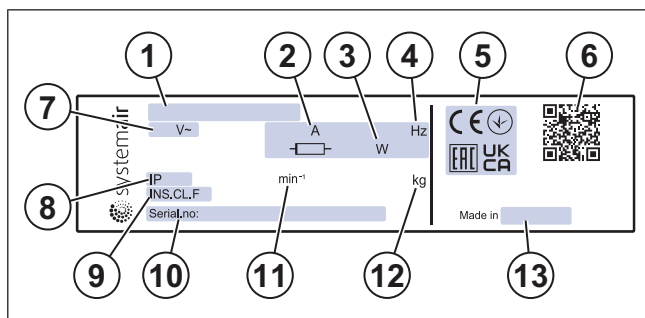 1 2 3 4 5 6
7 V~ A Hz
W
systemair
8 IP min⁻¹ kg
INS.CL.F
Serial.no: Made in
9 10 11 12 13
CE
EAC UK
CA